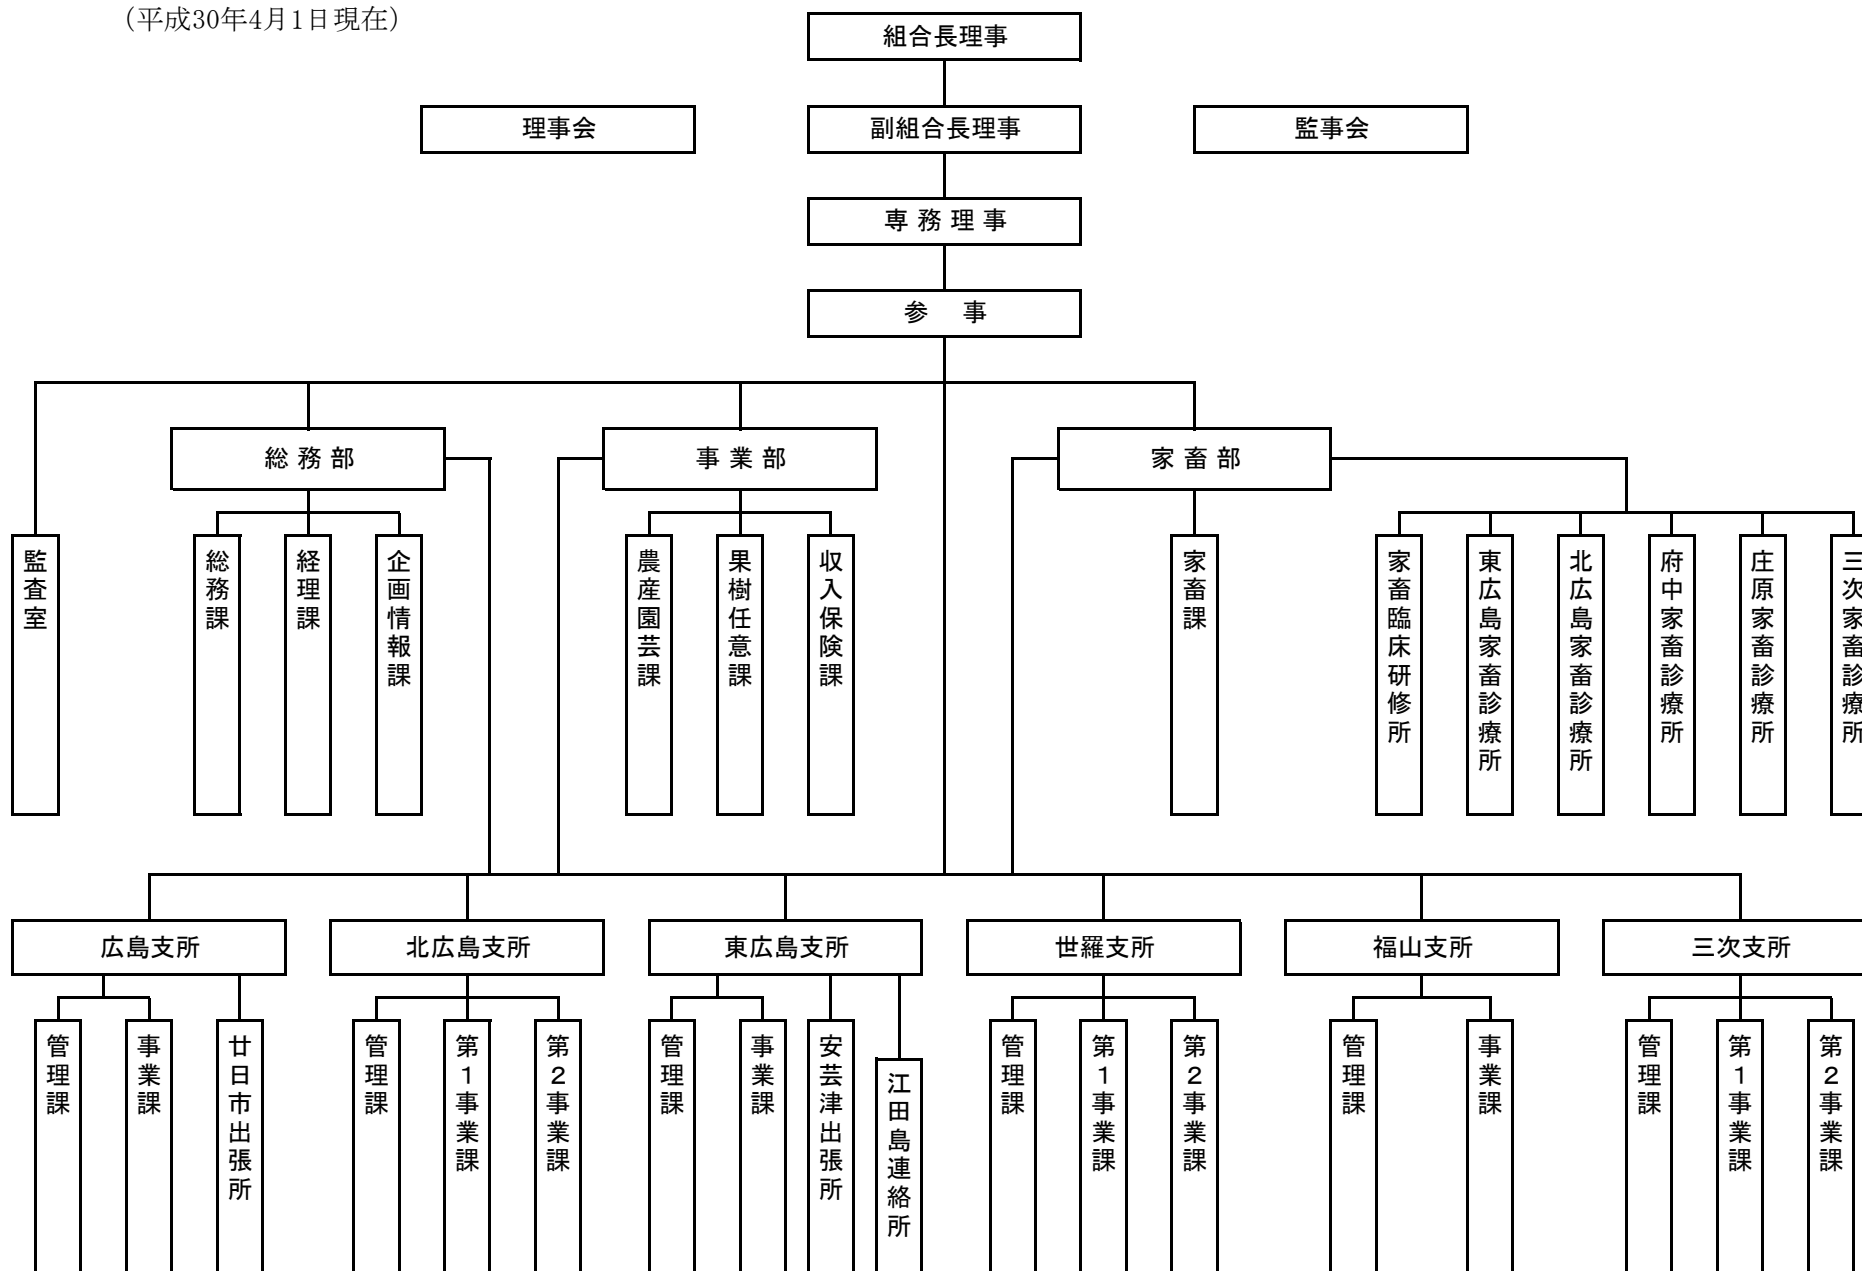 (平成30年4月1日現在)
組合長理事
理事会
副組合長理事
監事会
専務理事
参　事
総務部
事業部
家畜部
監査室
総務課
経理課
企画情報課
農産園芸課
果樹任意課
収入保険課
家畜課
家畜臨床研修所
東広島家畜診療所
北広島家畜診療所
府中家畜診療所
庄原家畜診療所
三次家畜診療所
広島支所
北広島支所
東広島支所
世羅支所
福山支所
三次支所
管理課
事業課
廿日市出張所
管理課
第1事業課
第2事業課
管理課
事業課
安芸津出張所
江田島連絡所
管理課
第1事業課
第2事業課
管理課
事業課
管理課
第1事業課
第2事業課